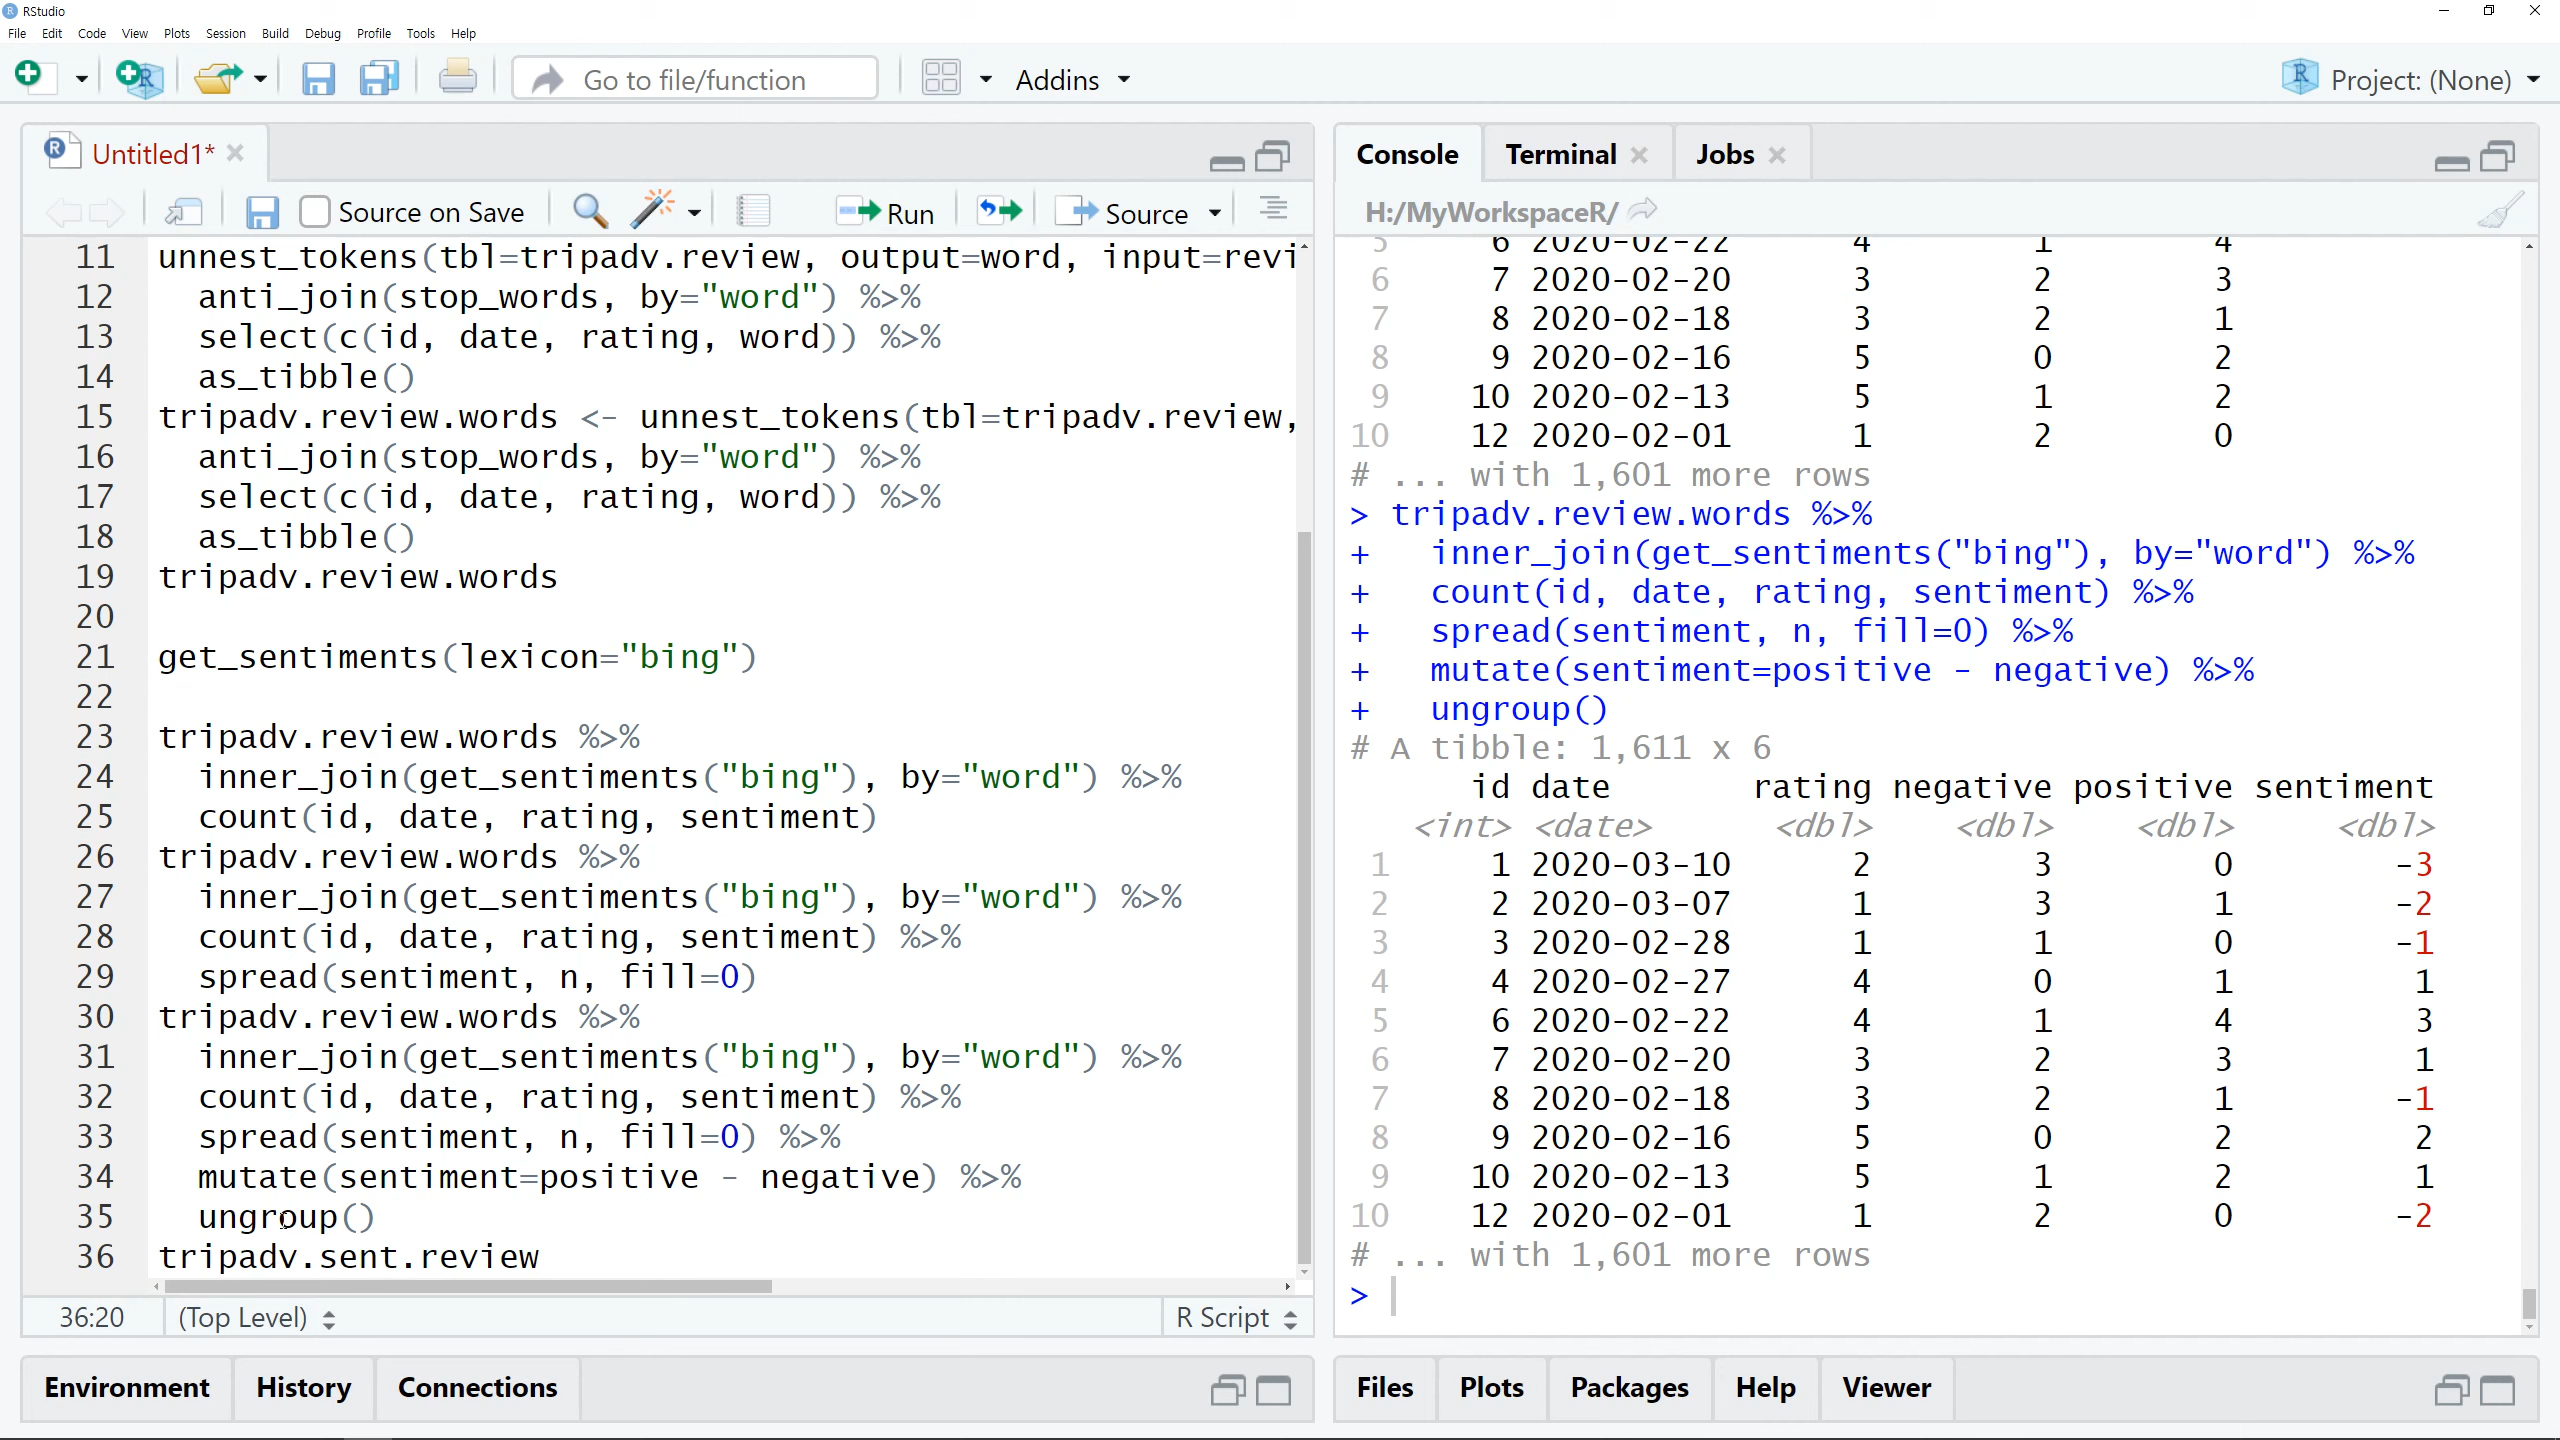 RStudio
File Edit Code View Plots Session Build Debug Profile Tools Help
Go to file/function Addins Project: (None)
Untitled1*
Source on Save Run Source
11 unnest_tokens(tbl=tripadv.review, output=word, input=revi
12 anti_join(stop_words, by="word") %>%
13 select(c(id, date, rating, word)) %>%
14 as_tibble()
15 tripadv.review.words <- unnest_tokens(tbl=tripadv.review,
16 anti_join(stop_words, by="word") %>%
17 select(c(id, date, rating, word)) %>%
18 as_tibble()
19 tripadv.review.words
20
21 get_sentiments(lexicon="bing")
22
23 tripadv.review.words %>%
24 inner_join(get_sentiments("bing"), by="word") %>%
25 count(id, date, rating, sentiment)
26 tripadv.review.words %>%
27 inner_join(get_sentiments("bing"), by="word") %>%
28 count(id, date, rating, sentiment) %>%
29 spread(sentiment, n, fill=0)
30 tripadv.review.words %>%
31 inner_join(get_sentiments("bing"), by="word") %>%
32 count(id, date, rating, sentiment) %>%
33 spread(sentiment, n, fill=0) %>%
34 mutate(sentiment=positive - negative) %>%
35 ungroup()
36 tripadv.sent.review
36:20 (Top Level) R Script
Environment History Connections
Console Terminal Jobs
H:/MyWorkspaceR/
5 6 2020-02-22 4 1 4
6 7 2020-02-20 3 2 3
7 8 2020-02-18 3 2 1
8 9 2020-02-16 5 0 2
9 10 2020-02-13 5 1 2
10 12 2020-02-01 1 2 0
# ... with 1,601 more rows
> tripadv.review.words %>%
+ inner_join(get_sentiments("bing"), by="word") %>%
+ count(id, date, rating, sentiment) %>%
+ spread(sentiment, n, fill=0) %>%
+ mutate(sentiment=positive - negative) %>%
+ ungroup()
# A tibble: 1,611 x 6
id date rating negative positive sentiment
<int> <date> <dbl> <dbl> <dbl> <dbl>
1 1 2020-03-10 2 3 0 -3
2 2 2020-03-07 1 3 1 -2
3 3 2020-02-28 1 1 0 -1
4 4 2020-02-27 4 0 1 1
5 6 2020-02-22 4 1 4 3
6 7 2020-02-20 3 2 3 1
7 8 2020-02-18 3 2 1 -1
8 9 2020-02-16 5 0 2 2
9 10 2020-02-13 5 1 2 1
10 12 2020-02-01 1 2 0 -2
# ... with 1,601 more rows
>
Files Plots Packages Help Viewer